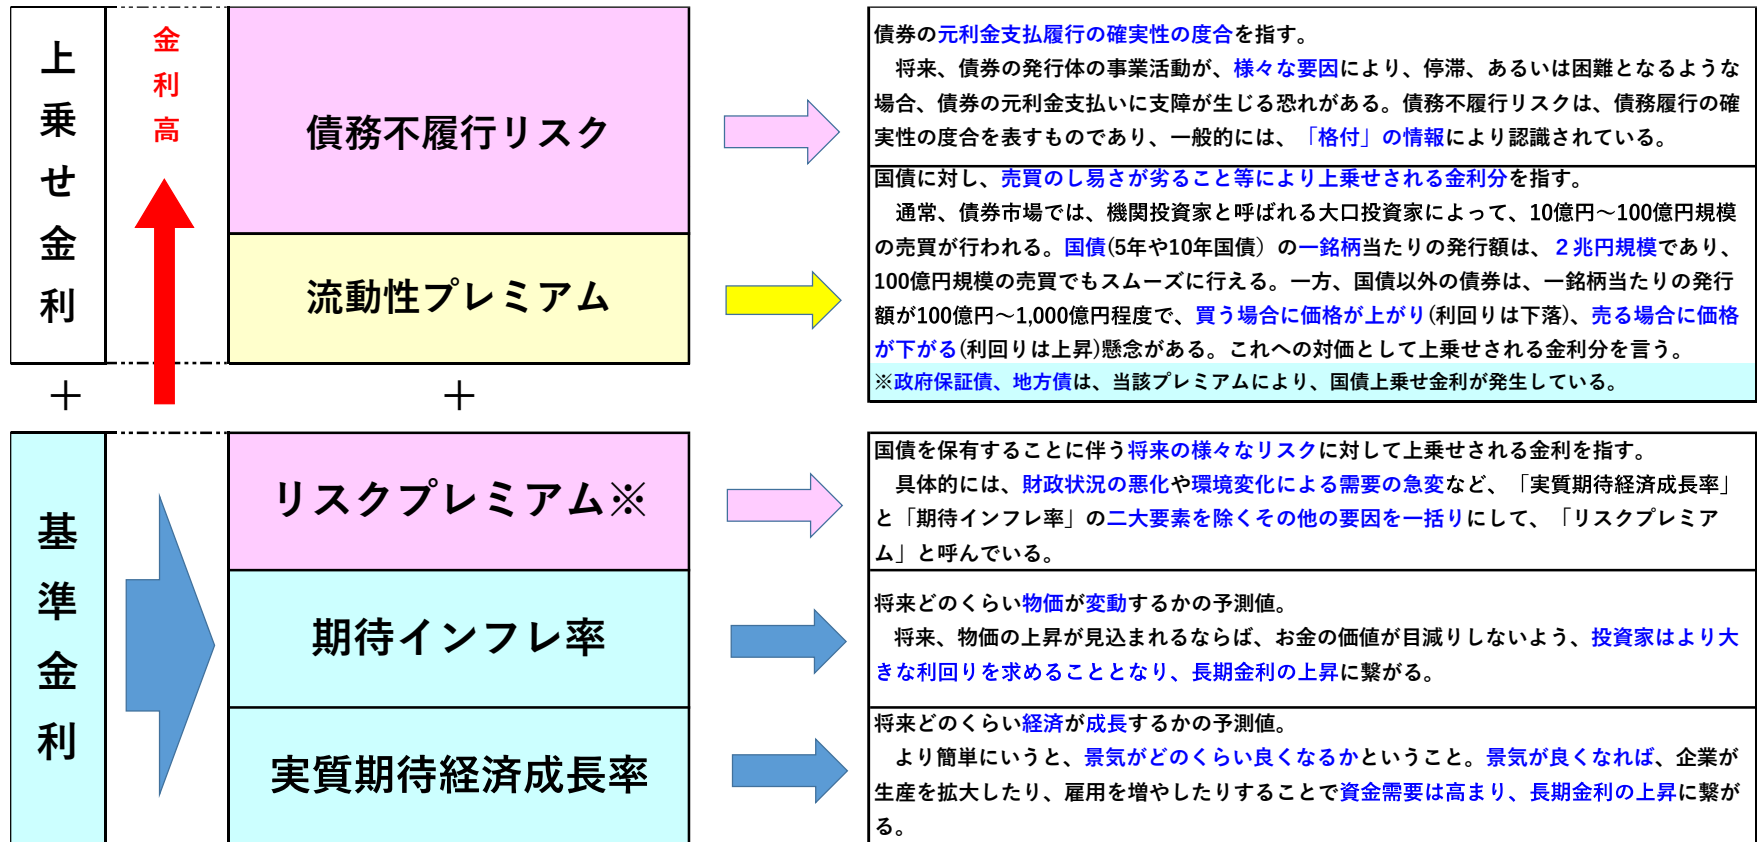 上乗せ金利
金利高
債務不履行リスク
債券の元利金支払履行の確実性の度合を指す。
　将来、債券の発行体の事業活動が、様々な要因により、停滞、あるいは困難となるような
場合、債券の元利金支払いに支障が生じる恐れがある。債務不履行リスクは、債務履行の確
実性の度合を表すものであり、一般的には、「格付」の情報により認識されている。
流動性プレミアム
国債に対し、売買のし易さが劣ること等により上乗せされる金利分を指す。
　通常、債券市場では、機関投資家と呼ばれる大口投資家によって、10億円～100億円規模
の売買が行われる。国債(5年や10年国債）の一銘柄当たりの発行額は、２兆円規模であり、
100億円規模の売買でもスムーズに行える。一方、国債以外の債券は、一銘柄当たりの発行
額が100億円～1,000億円程度で、買う場合に価格が上がり(利回りは下落)、売る場合に価格
が下がる(利回りは上昇)懸念がある。これへの対価として上乗せされる金利分を言う。
※政府保証債、地方債は、当該プレミアムにより、国債上乗せ金利が発生している。
＋
＋
基準金利
リスクプレミアム※
国債を保有することに伴う将来の様々なリスクに対して上乗せされる金利を指す。
　具体的には、財政状況の悪化や環境変化による需要の急変など、「実質期待経済成長率」
と「期待インフレ率」の二大要素を除くその他の要因を一括りにして、「リスクプレミア
ム」と呼んでいる。
期待インフレ率
将来どのくらい物価が変動するかの予測値。
　将来、物価の上昇が見込まれるならば、お金の価値が目減りしないよう、投資家はより大
きな利回りを求めることとなり、長期金利の上昇に繋がる。
実質期待経済成長率
将来どのくらい経済が成長するかの予測値。
　より簡単にいうと、景気がどのくらい良くなるかということ。景気が良くなれば、企業が
生産を拡大したり、雇用を増やしたりすることで資金需要は高まり、長期金利の上昇に繋が
る。